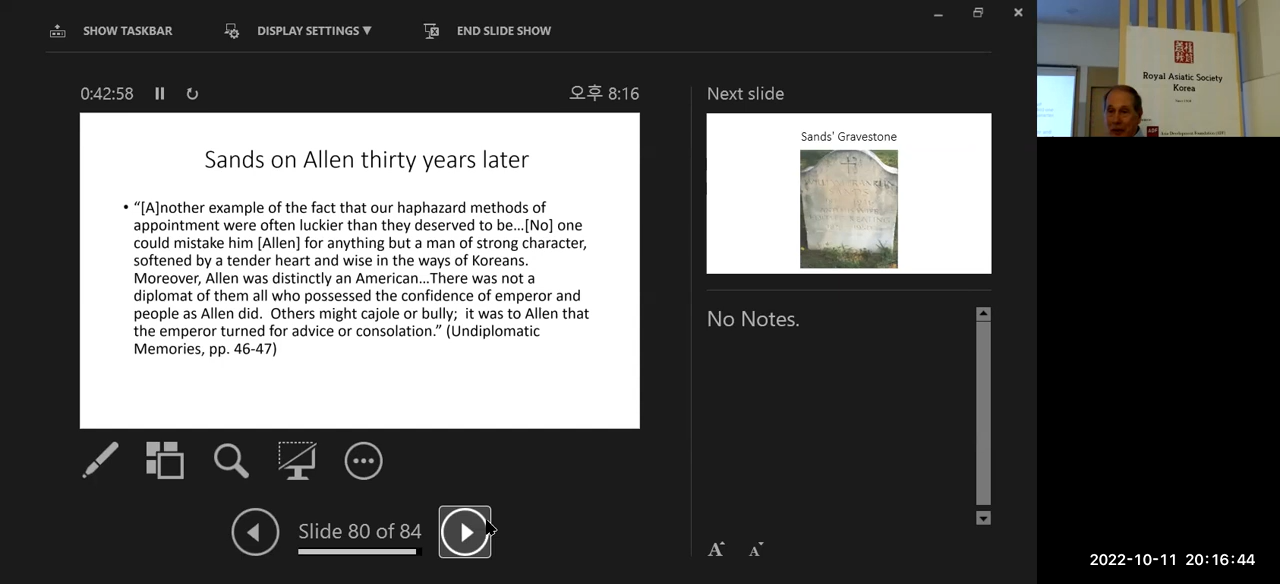 SHOW TASKBAR
DISPLAY SETTINGS ▼
END SLIDE SHOW
0:42:58
오후 8:16
Sands on Allen thirty years later
• “[A]nother example of the fact that our haphazard methods of
appointment were often luckier than they deserved to be...[No] one
could mistake him [Allen] for anything but a man of strong character,
softened by a tender heart and wise in the ways of Koreans.
Moreover, Allen was distinctly an American...There was not a
diplomat of them all who possessed the confidence of emperor and
people as Allen did. Others might cajole or bully; it was to Allen that
the emperor turned for advice or consolation.” (Undiplomatic
Memories, pp. 46-47)
Slide 80 of 84
Next slide
Sands' Gravestone
No Notes.
A A
Royal Asiatic Society
Korea
2022-10-11 20:16:44